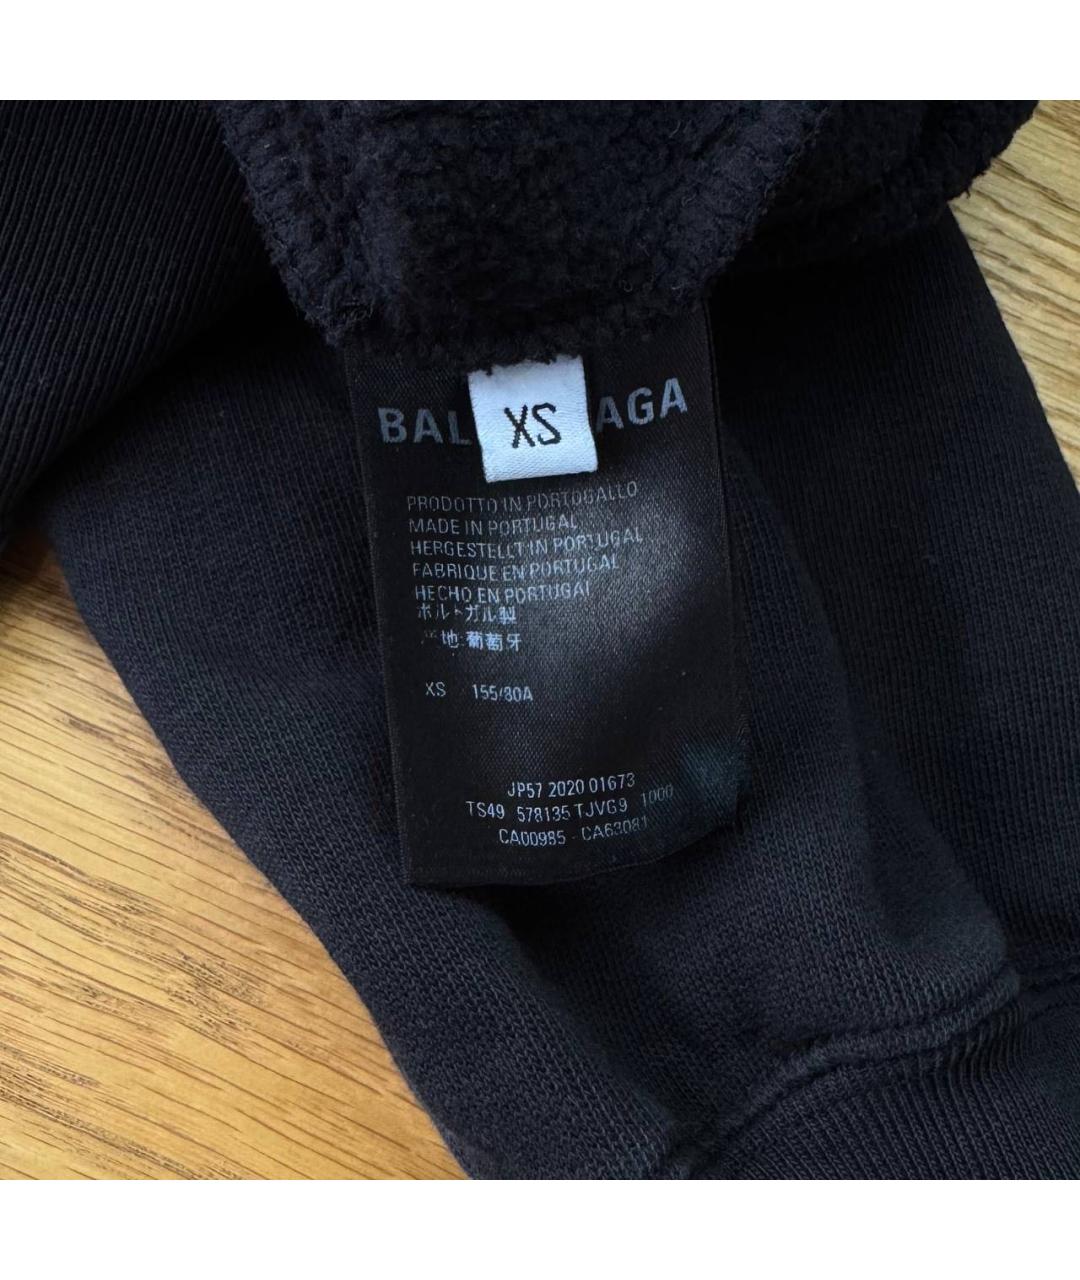 BAL AGA
XS
PRODOTTO IN PORTOGALLO
MADE IN PORTUGAL
HERGESTELLT IN PORTUGAL
FABRIQUE EN PORTUGAL
HECHO EN PORTUGAL
ポルトガル製
地:葡萄牙
XS 155/80A
JP57 2020 01673
TS49 578135 TJVG9 1000
CA00985 - CA63081